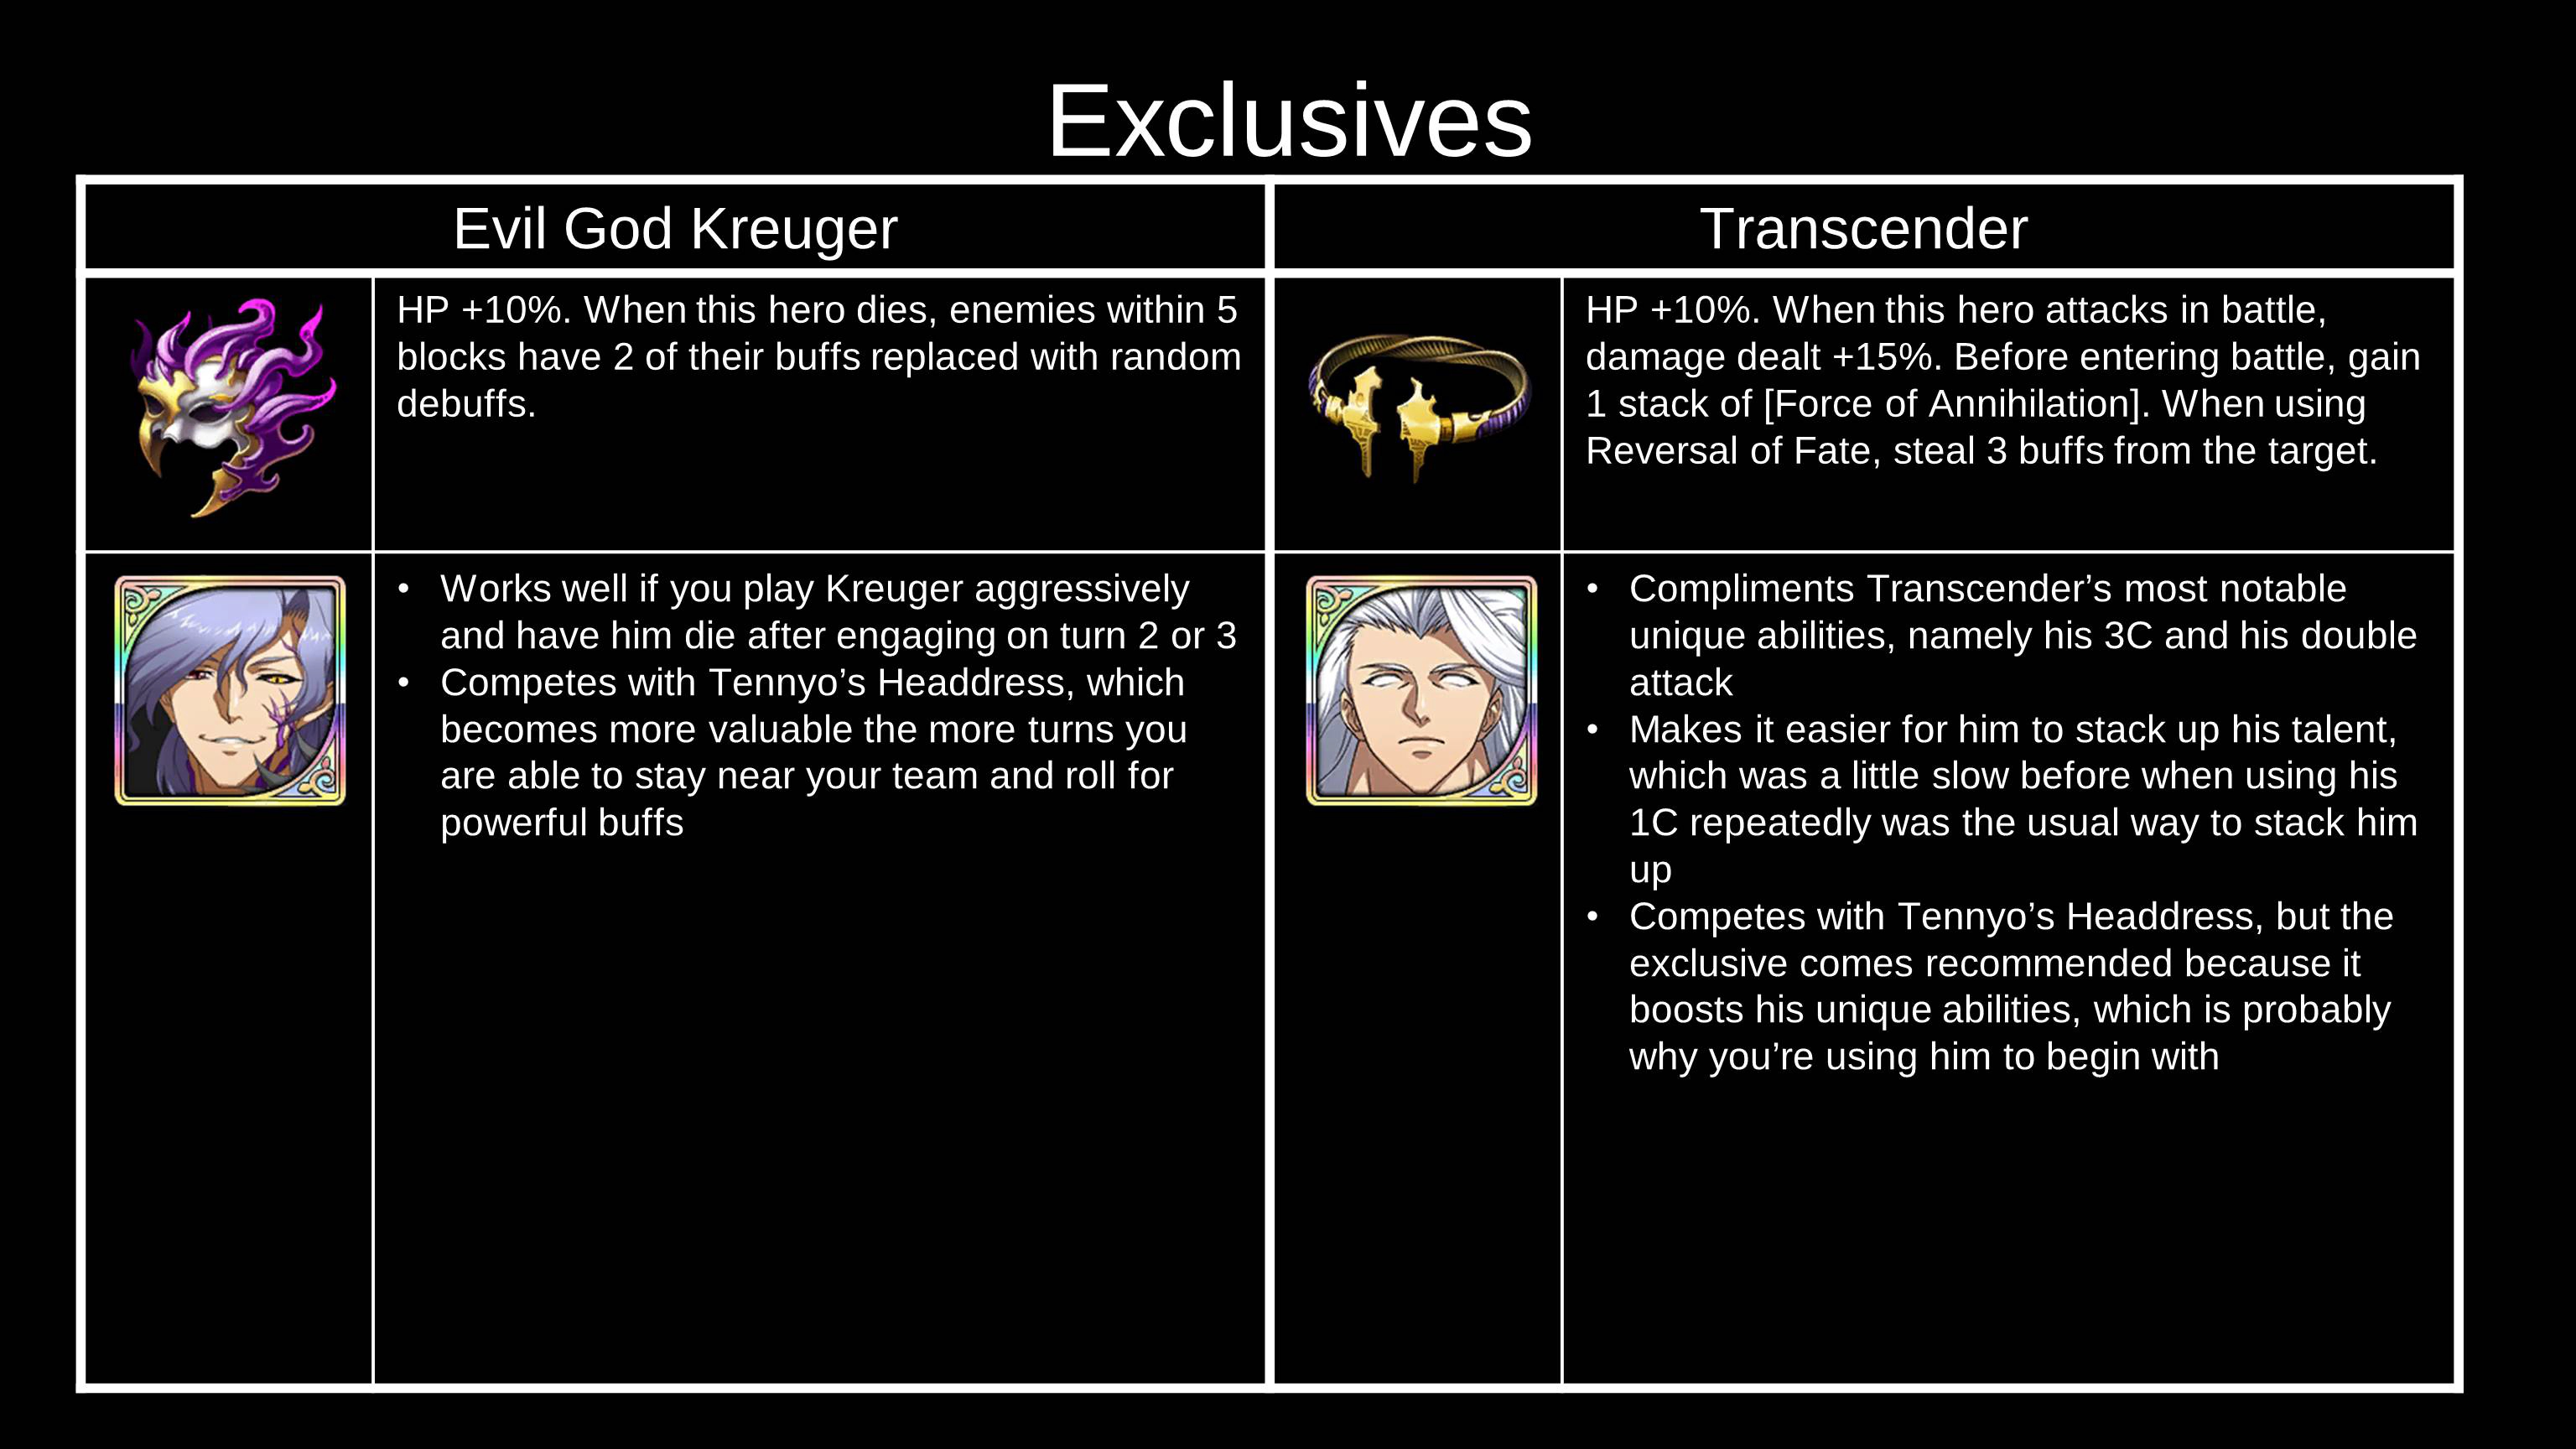 Exclusives
Evil God Kreuger
Transcender
HP +10%. When this hero dies, enemies within 5
blocks have 2 of their buffs replaced with random
debuffs.
HP +10%. When this hero attacks in battle,
damage dealt +15%. Before entering battle, gain
1 stack of [Force of Annihilation]. When using
Reversal of Fate, steal 3 buffs from the target.
• Works well if you play Kreuger aggressively
and have him die after engaging on turn 2 or 3
• Competes with Tennyo’s Headdress, which
becomes more valuable the more turns you
are able to stay near your team and roll for
powerful buffs
• Compliments Transcender’s most notable
unique abilities, namely his 3C and his double
attack
• Makes it easier for him to stack up his talent,
which was a little slow before when using his
1C repeatedly was the usual way to stack him
up
• Competes with Tennyo’s Headdress, but the
exclusive comes recommended because it
boosts his unique abilities, which is probably
why you’re using him to begin with